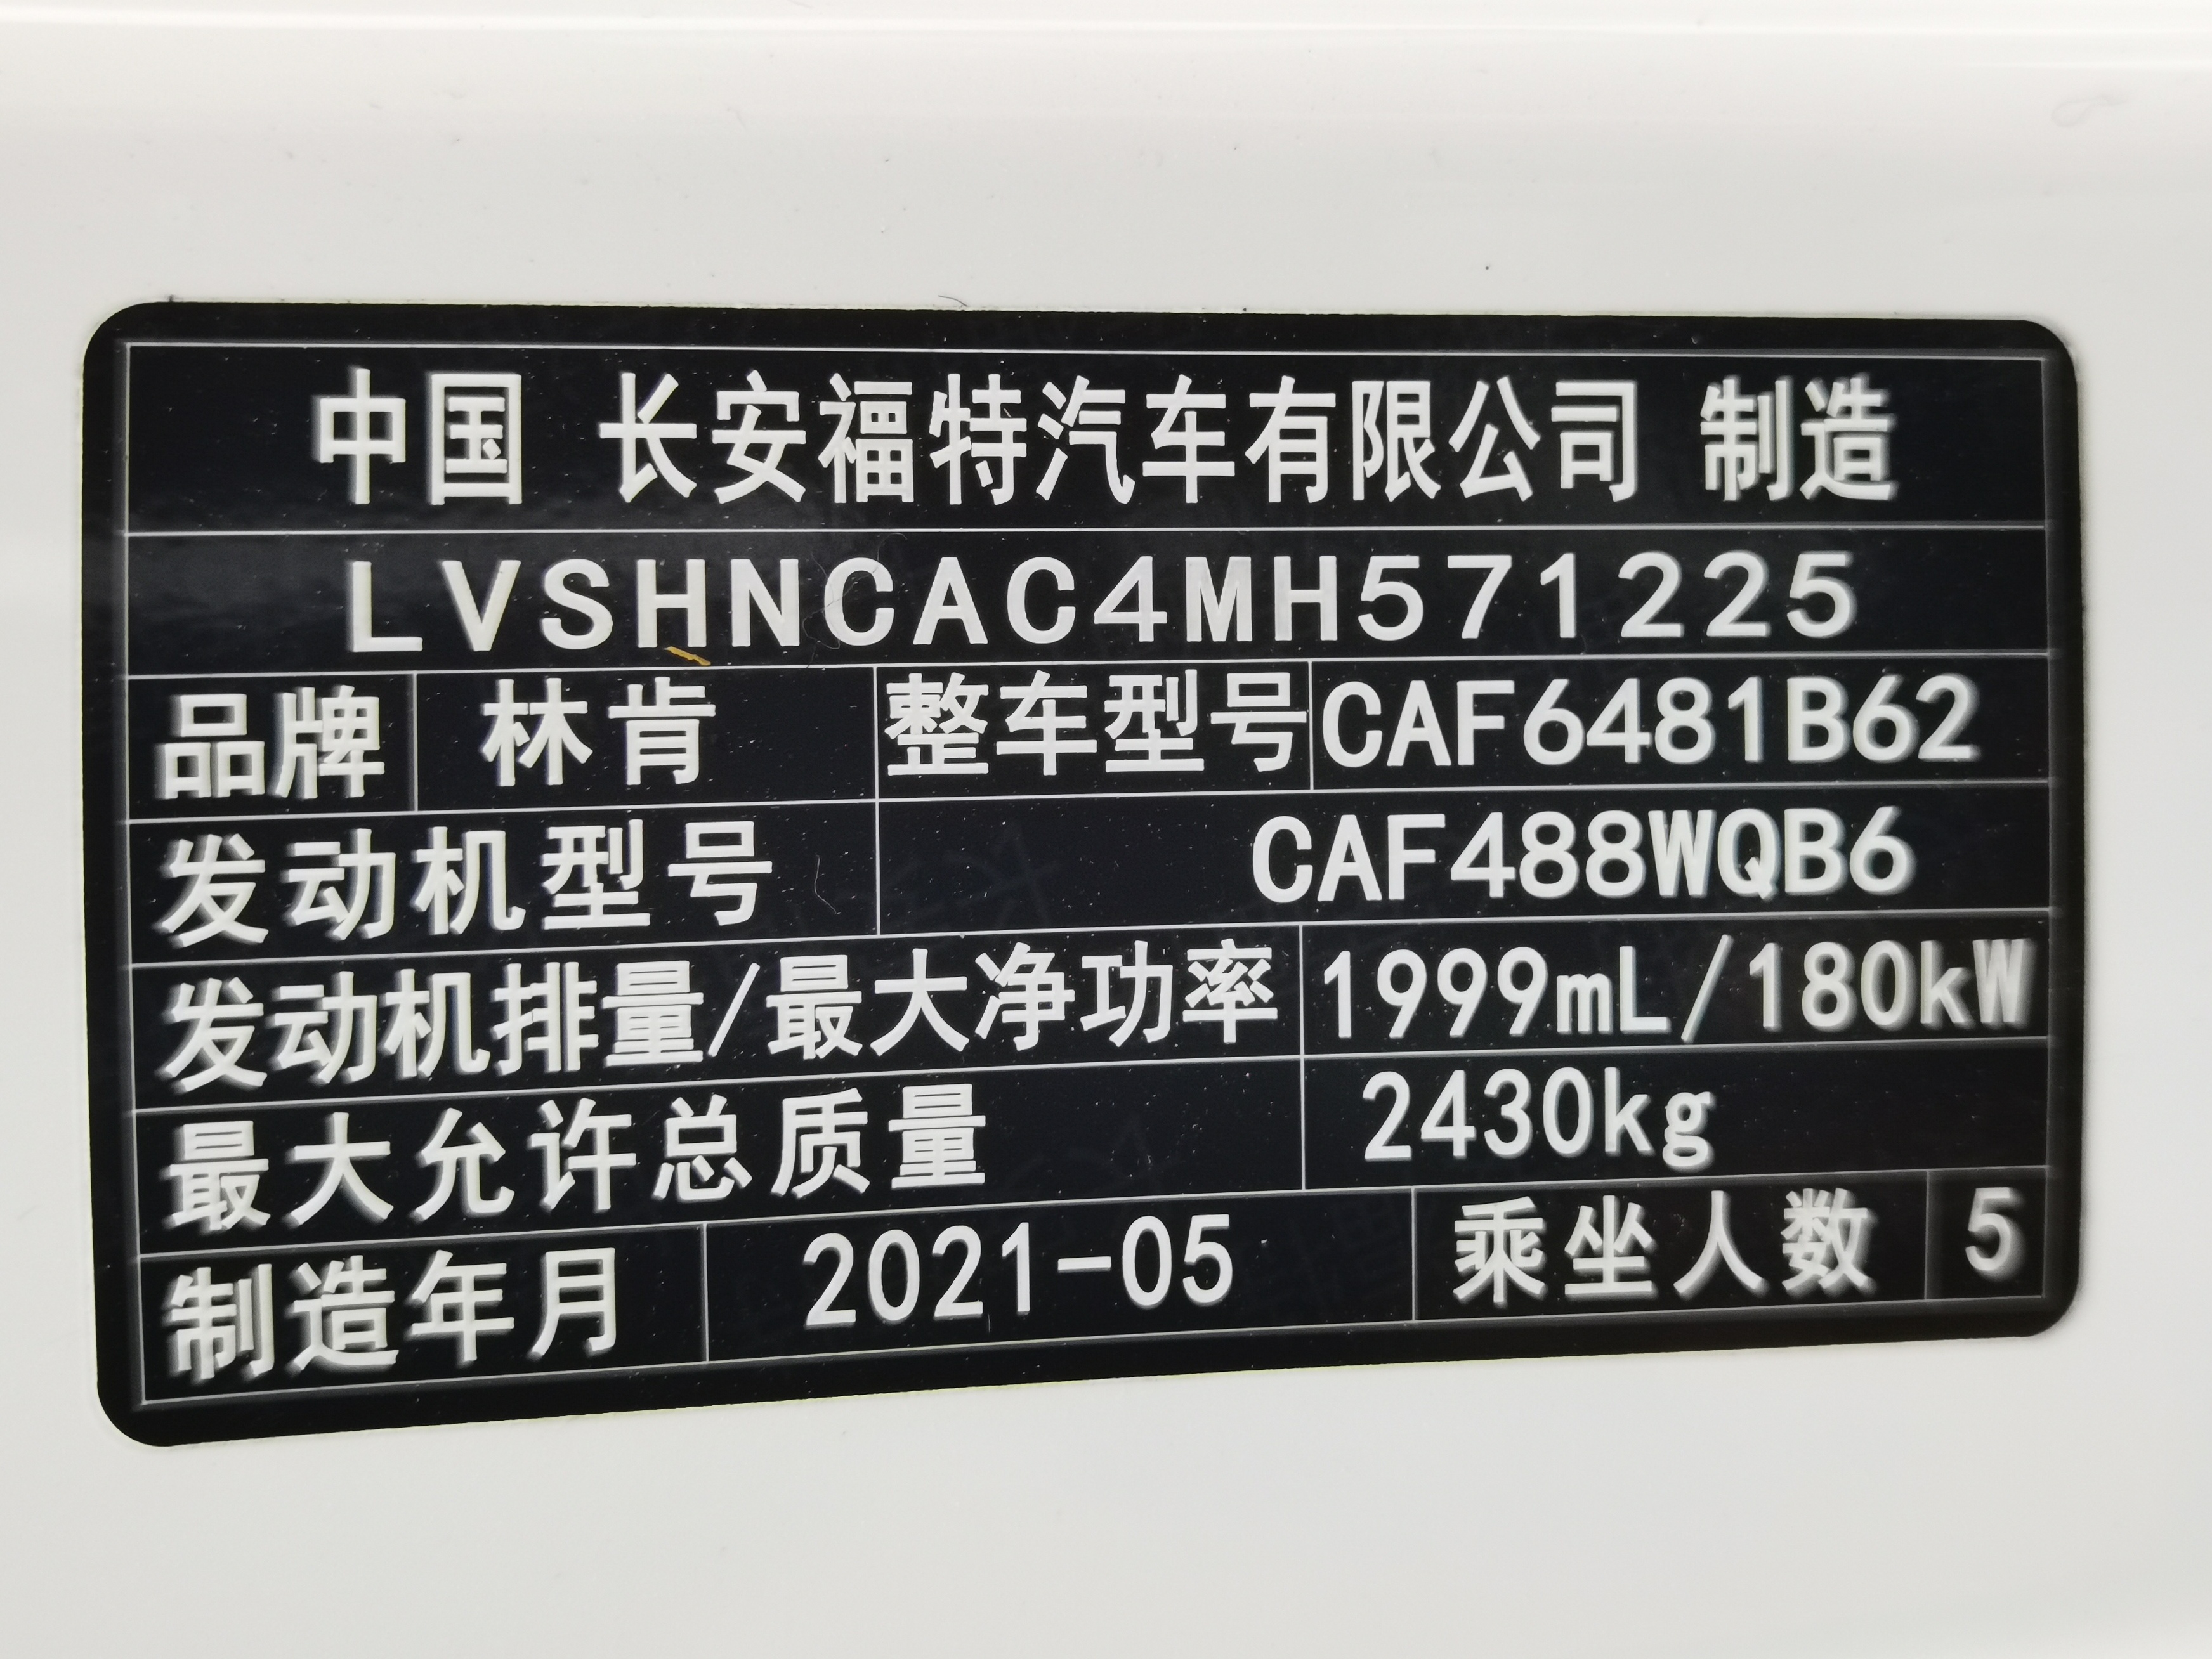 中国 长安福特汽车有限公司 制造
LVSHNCAC4MH571225
品牌 林肯 整车型号 CAF6481B62
发动机型号 CAF488WQB6
发动机排量/最大净功率 1999mL/180kW
最大允许总质量 2430kg
制造年月 2021-05 乘坐人数 5